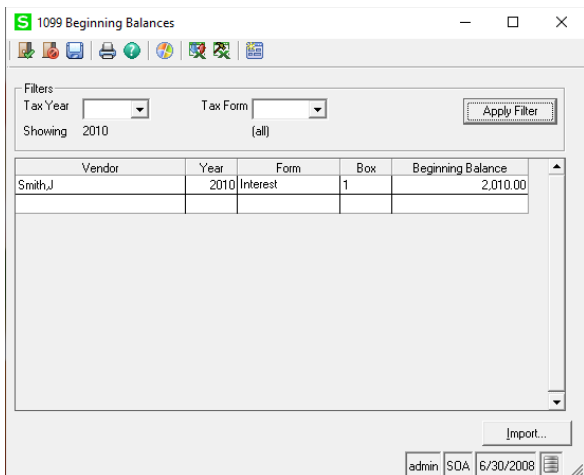 S 1099 Beginning Balances
Filters
Tax Year Tax Form Apply Filter
Showing 2010 (all)
Vendor Year Form Box Beginning Balance
Smith,J 2010 Interest 1 2,010.00
Import...
admin SOA 6/30/2008